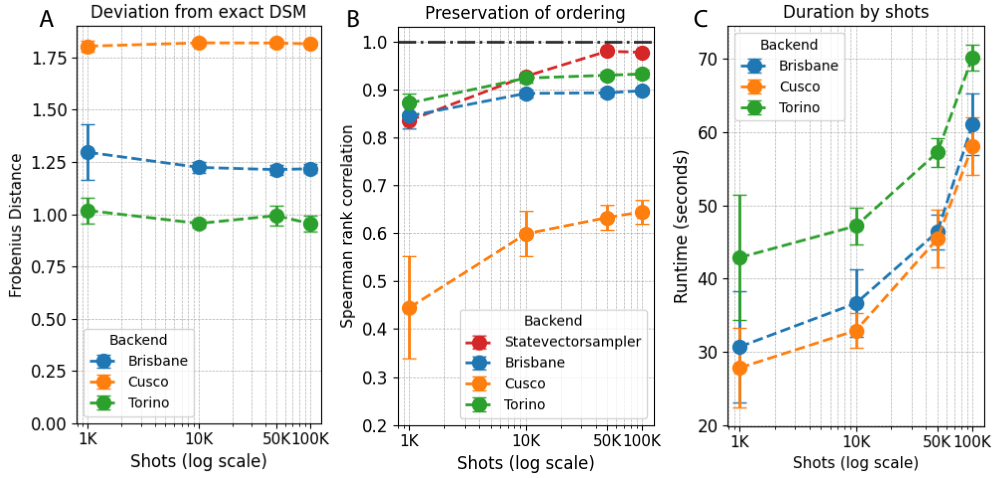 A
Deviation from exact DSM
Frobenius Distance
1.75
1.50
1.25
1.00
0.75
0.50
0.25
0.00
Backend
Brisbane
Cusco
Torino
1K
10K
50K
100K
Shots (log scale)
B
Preservation of ordering
Spearman rank correlation
1.0
0.9
0.8
0.7
0.6
0.5
0.4
0.3
0.2
Backend
Statevectorsampler
Brisbane
Cusco
Torino
1K
10K
50K
100K
Shots (log scale)
C
Duration by shots
Runtime (seconds)
70
60
50
40
30
20
Backend
Brisbane
Cusco
Torino
1K
10K
50K
100K
Shots (log scale)